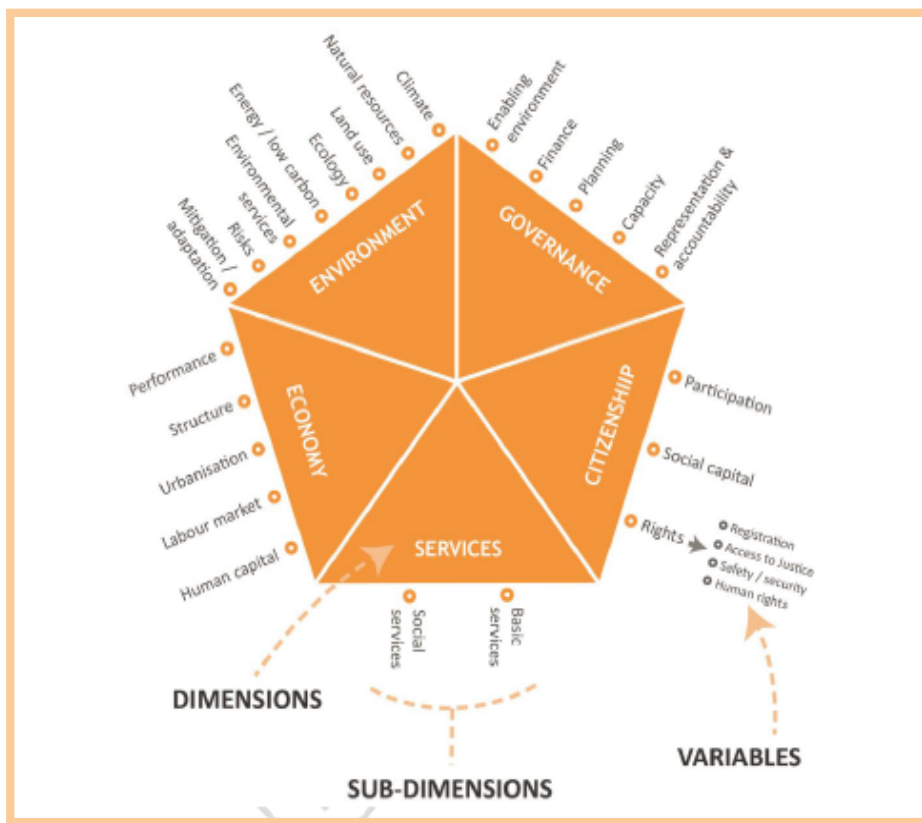 Climate
Natural resources
Land use
Ecology
Energy / low carbon
Environmental
services
Risks
Mitigation /
adaptation
Enabling
environment
Finance
Planning
Capacity
Representation &
accountability
ENVIRONMENT
GOVERNANCE
ECONOMY
CITIZENSHIIP
SERVICES
Performance
Structure
Urbanisation
Labour market
Human capital
Participation
Social capital
Rights
Registration
Access to Justice
Safety / security
Human rights
Social
services
Basic
services
DIMENSIONS
SUB-DIMENSIONS
VARIABLES